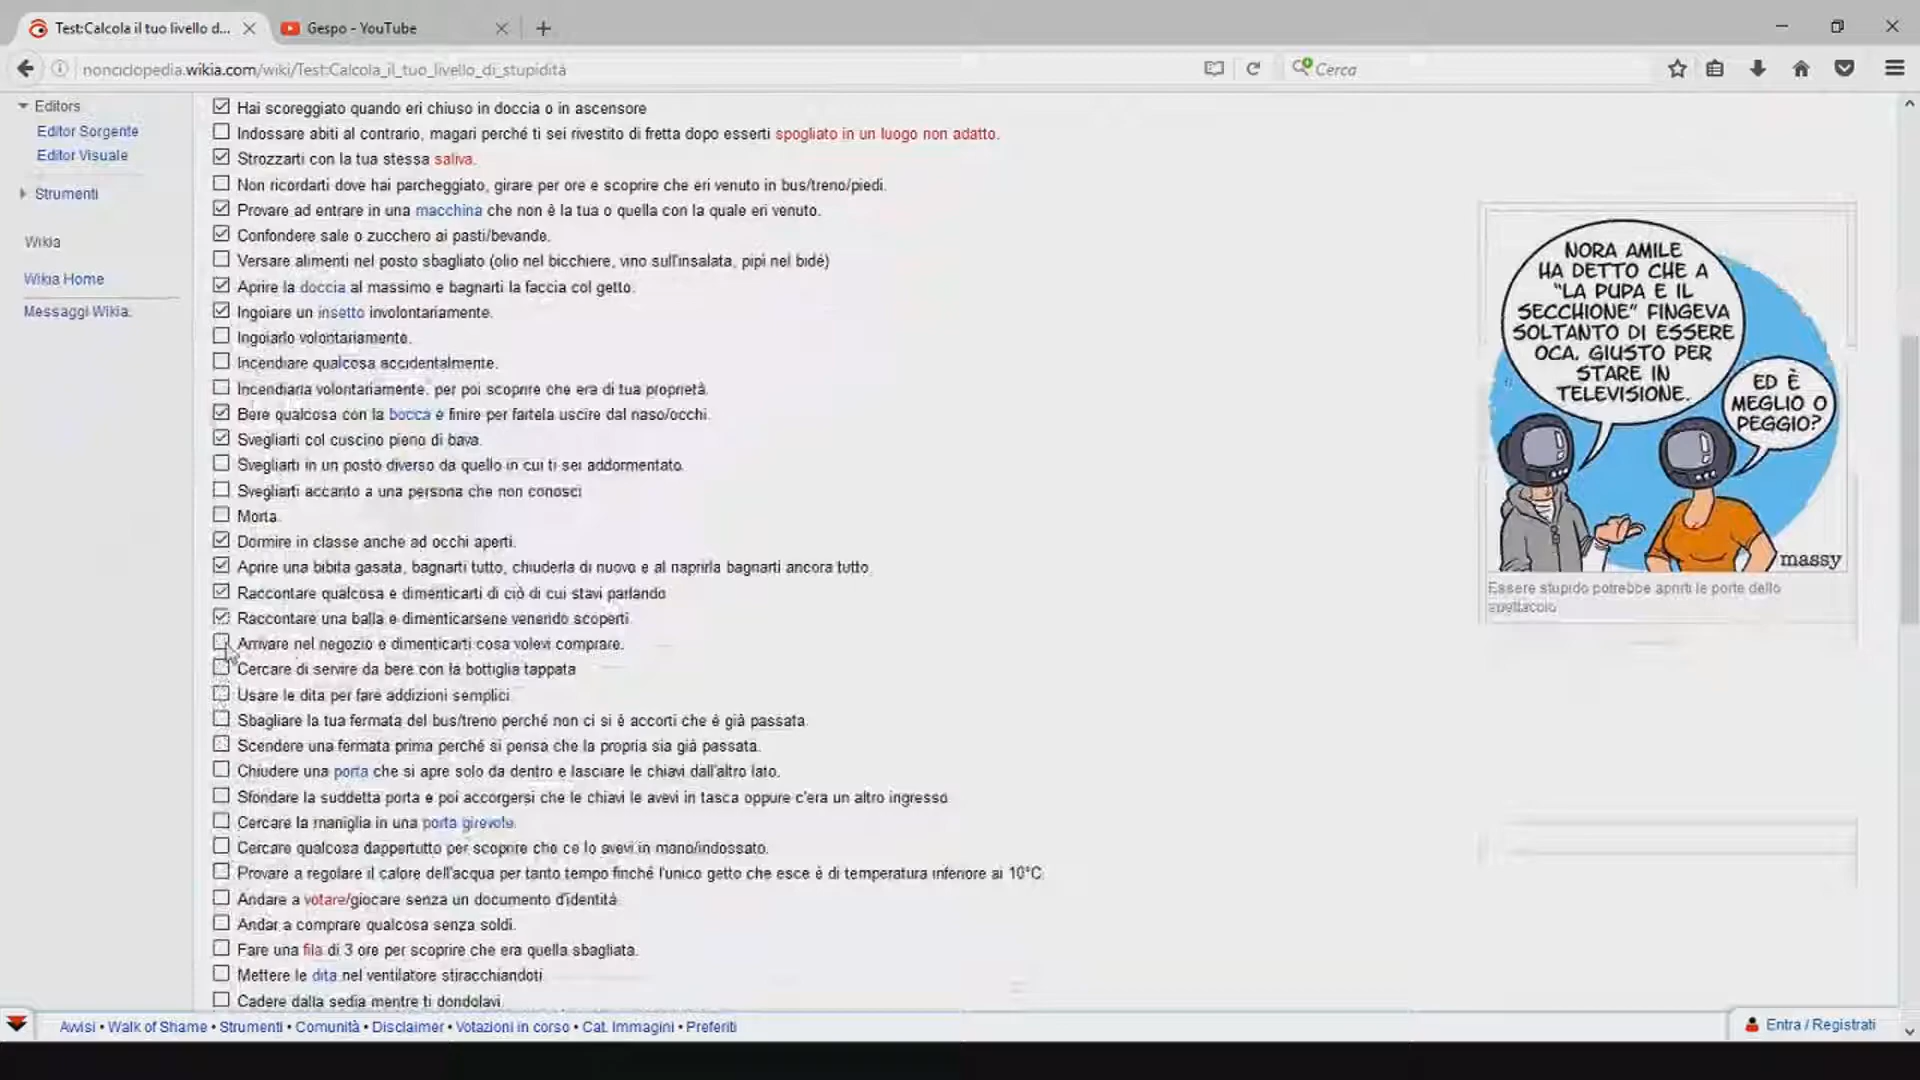 Test:Calcola il tuo livello d...
Gespo - YouTube
nonciclopedia.wikia.com/wiki/Test:Calcola_il_tuo_livello_di_stupidità
Cerca
Editors
Editor Sorgente
Editor Visuale
Strumenti
Wikia
Wikia Home
Messaggi Wikia:
Hai scoreggiato quando eri chiuso in doccia o in ascensore
Indossare abiti al contrario, magari perché ti sei rivestito di fretta dopo esserti spogliato in un luogo non adatto.
Strozzarti con la tua stessa saliva.
Non ricordarti dove hai parcheggiato, girare per ore e scoprire che eri venuto in bus/treno/piedi.
Provare ad entrare in una macchina che non è la tua o quella con la quale eri venuto.
Confondere sale o zucchero ai pasti/bevande.
Versare alimenti nel posto sbagliato (olio nel bicchiere, vino sull'insalata, pipì nel bidè)
Aprire la doccia al massimo e bagnarti la faccia col getto.
Ingoiare un insetto involontariamente.
Ingoiarlo volontariamente.
Incendiare qualcosa accidentalmente.
Incendiarla volontariamente, per poi scoprire che era di tua proprietà.
Bere qualcosa con la bocca e finire per fartela uscire dal naso/occhi.
Svegliarti col cuscino pieno di bava.
Svegliarti in un posto diverso da quello in cui ti sei addormentato.
Svegliarti accanto a una persona che non conosci
Morta.
Dormire in classe anche ad occhi aperti.
Aprire una bibita gasata, bagnarti tutto, chiuderla di nuovo e al riaprirla bagnarti ancora tutto
Raccontare qualcosa e dimenticarti di ciò di cui stavi parlando
Raccontare una balla e dimenticarsene venendo scoperti
Arrivare nel negozio e dimenticarti cosa volevi comprare.
Cercare di servire da bere con la bottiglia tappata
Usare le dita per fare addizioni semplici
Sbagliare la tua fermata del bus/treno perché non ci si è accorti che è già passata.
Scendere una fermata prima perché si pensa che la propria sia già passata.
Chiudere una porta che si apre solo da dentro e lasciare le chiavi dall'altro lato.
Sfondare la suddetta porta e poi accorgersi che le chiavi le avevi in tasca oppure c'era un altro ingresso
Cercare la maniglia in una porta girevole.
Cercare qualcosa dappertutto per scoprire che ce lo avevi in mano/indossato.
Provare a regolare il calore dell'acqua per tanto tempo finché l'unico getto che esce è di temperatura inferiore ai 10°C
Andare a votare/giocare senza un documento d'identità
Andar a comprare qualcosa senza soldi.
Fare una fila di 3 ore per scoprire che era quella sbagliata.
Mettere le dita nel ventilatore stiracchiandoti
Cadere dalla sedia mentre ti dondolavi.
NORA AMILE
HA DETTO CHE A
"LA PUPA E IL
SECCHIONE" FINGEVA
SOLTANTO DI ESSERE
OCA. GIUSTO PER
STARE IN
TELEVISIONE.
ED È
MEGLIO O
PEGGIO?
massy
Essere stupido potrebbe aprirti le porte dello
spettacolo
Avvisi • Walk of Shame • Strumenti • Comunità • Disclaimer • Votazioni in corso • Cat. Immagini • Preferiti
Entra / Registrati